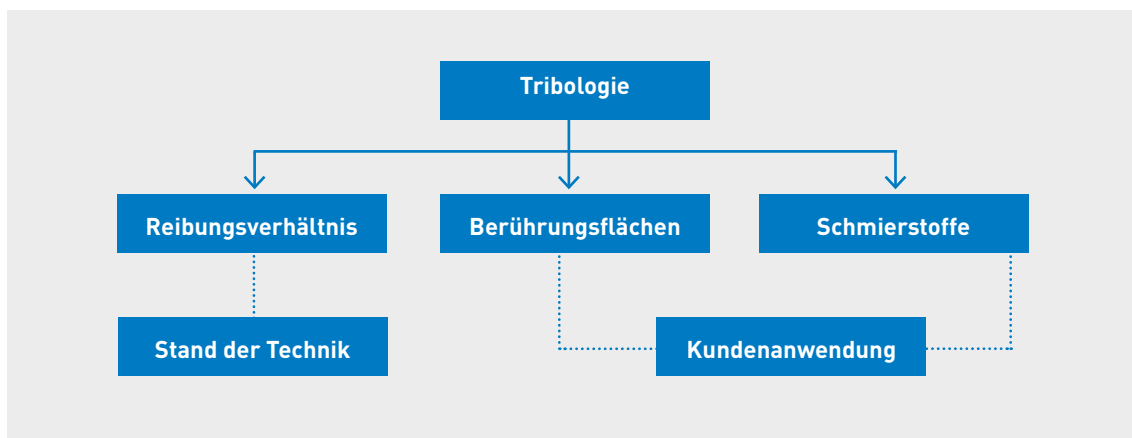 Tribologie
Reibungsverhältnis
Berührungsflächen
Schmierstoffe
Stand der Technik
Kundenanwendung